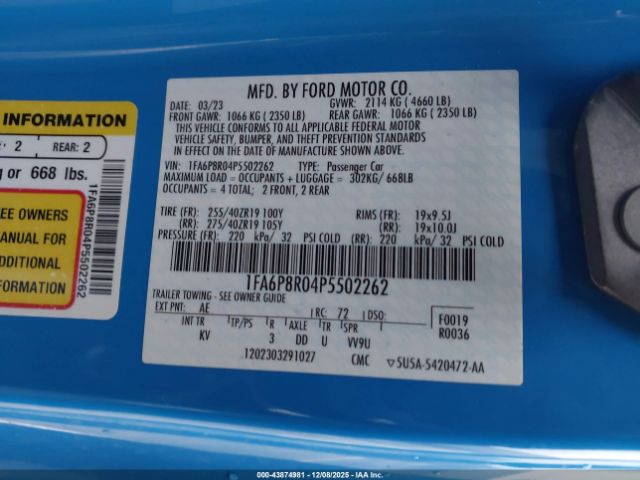 INFORMATION
2 REAR: 2
or 668 lbs.
SEE OWNERS
MANUAL FOR
ADDITIONAL
INFORMATION
1FA6P8R04P5502262
MFD. BY FORD MOTOR CO.
DATE: 03/23 GVWR: 2114 KG ( 4660 LB)
FRONT GAWR: 1066 KG ( 2350 LB) REAR GAWR: 1066 KG ( 2350 LB)
THIS VEHICLE CONFORMS TO ALL APPLICABLE FEDERAL MOTOR
VEHICLE SAFETY, BUMPER, AND THEFT PREVENTION STANDARDS
IN EFFECT ON THE DATE OF MANUFACTURE SHOWN ABOVE.
VIN: 1FA6P8R04P5502262 TYPE: Passenger Car
MAXIMUM LOAD = OCCUPANTS + LUGGAGE = 302KG/ 668LB
OCCUPANTS = 4 TOTAL; 2 FRONT, 2 REAR
TIRE (FR): 255/40ZR19 100Y RIMS (FR): 19x9.5J
(RR): 275/40ZR19 105Y (RR): 19x10.0J
PRESSURE (FR): 220 kPa/ 32 PSI COLD (RR): 220 kPa/ 32 PSI COLD
1FA6P8R04P5502262
TRAILER TOWING - SEE OWNER GUIDE
EXT PNT: AE RC: 72 DSO: F0019
INT TR TP/PS R AXLE TR SPR R0036
KV 3 DD U VV9U
1202303291027 CMC 5U5A-5420472-AA
000-43874981 - 12/08/2025 - IAA Inc.